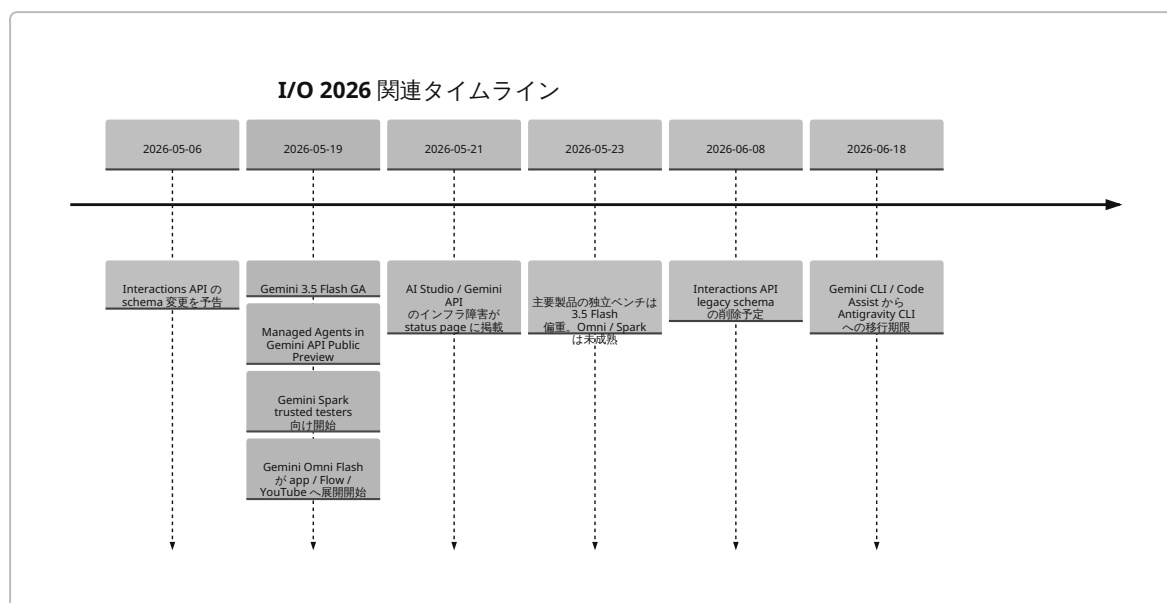 I/O 2026 関連タイムライン
2026-05-06
2026-05-19
2026-05-21
2026-05-23
2026-06-08
2026-06-18
Interactions API の
schema 変更を予告
Gemini 3.5 Flash GA
Managed Agents in
Gemini API Public
Preview
Gemini Spark
trusted testers
向け開始
Gemini Omni Flash
が app / Flow /
YouTube へ展開開始
AI Studio / Gemini
API
のインフラ障害が
status page に掲載
主要製品の独立ベンチは
3.5 Flash
偏重。Omni / Spark
は未成熟
Interactions API
legacy schema
の削除予定
Gemini CLI / Code
Assist から
Antigravity CLI
への移行期限